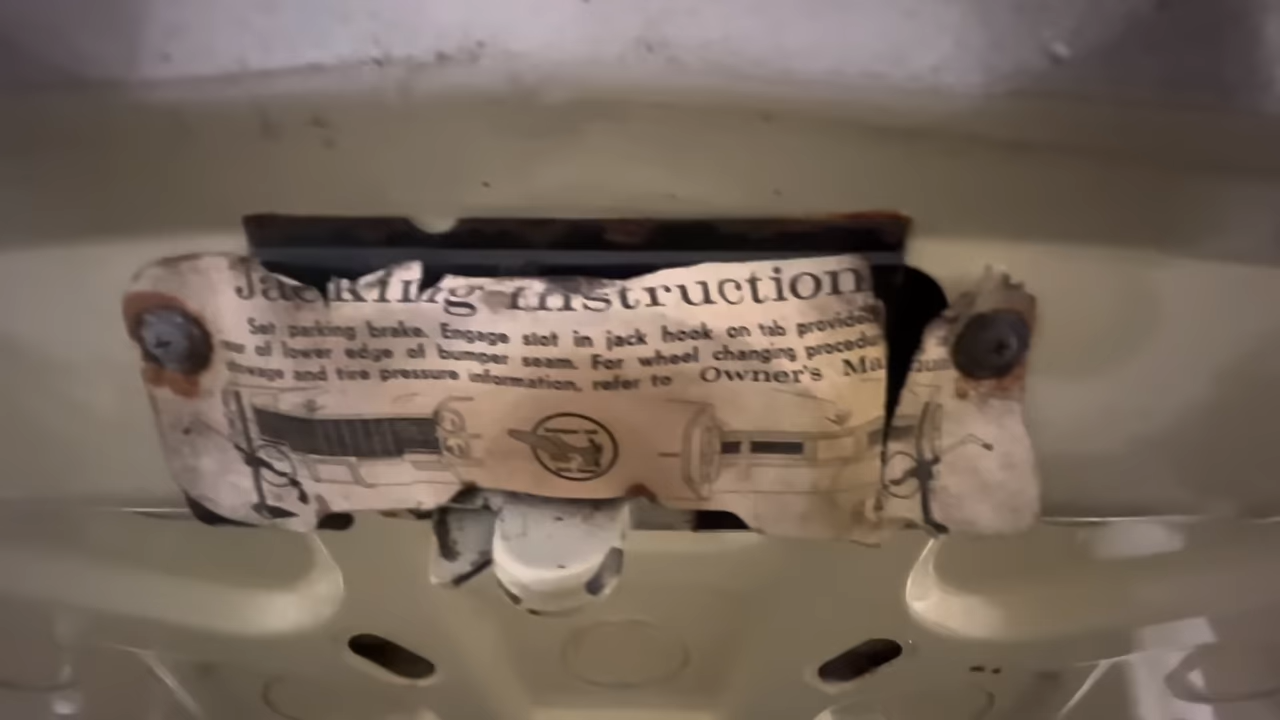 Jacking Instruction
Set parking brake. Engage slot in jack hook on tab provided
of lower edge of bumper seam. For wheel changing
and tire pressure information, refer to Owner's